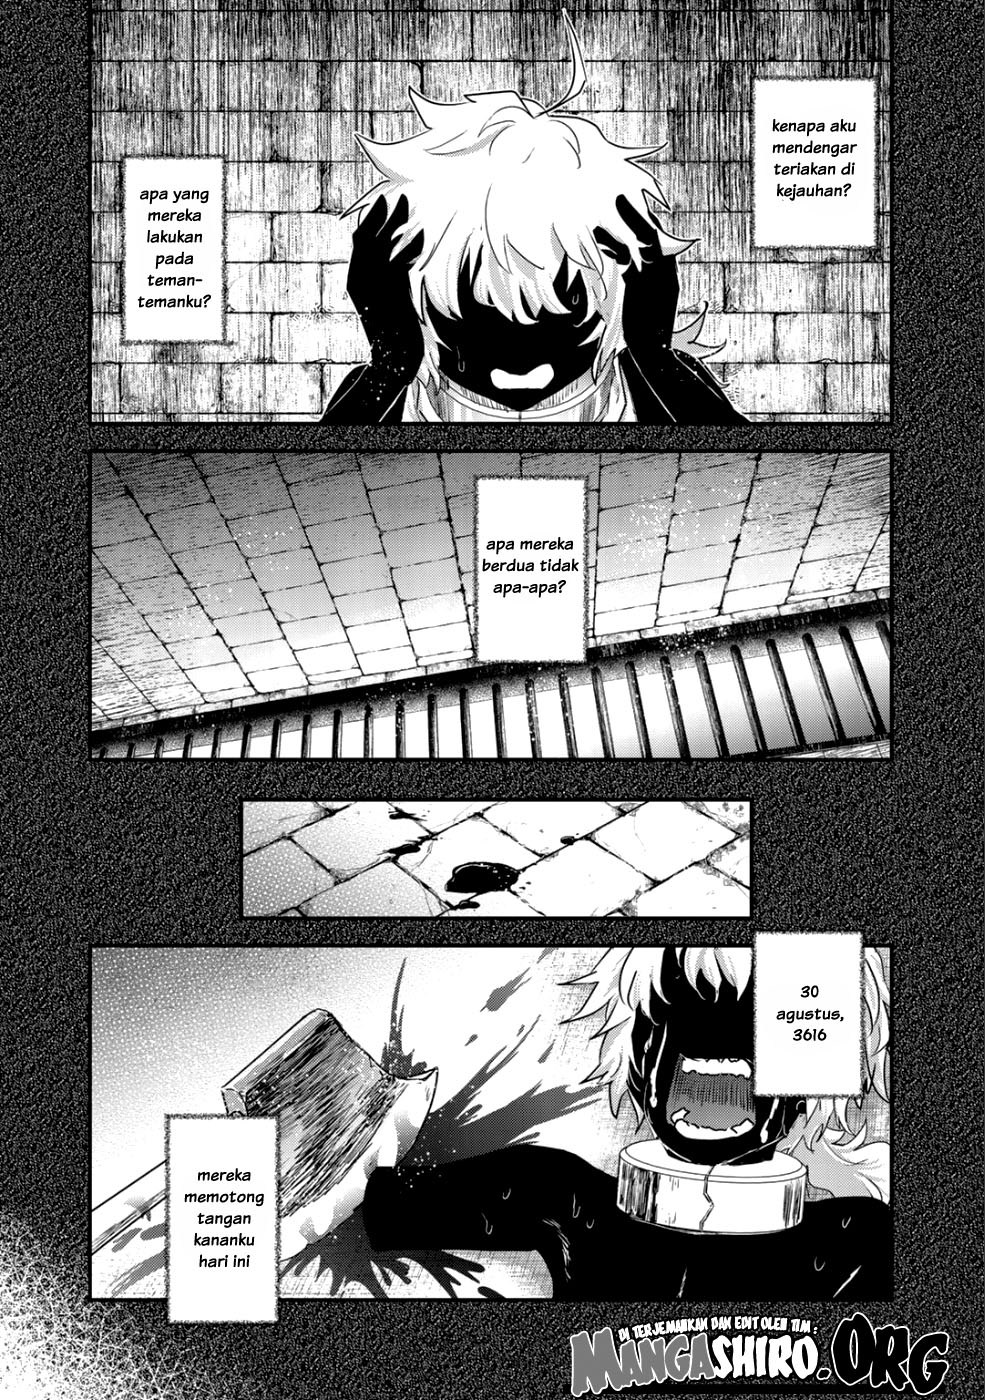 kenapa aku
mendengar
teriakan di
kejauhan?
apa yang
mereka
lakukan
pada
teman-
temanku?
apa mereka
berdua tidak
apa-apa?
30
agustus,
3616
mereka
memotong
tangan
kananku
hari ini
DI TERJEMAHKAN DAN EDIT OLEH TIM :
MANGASHIRO.ORG